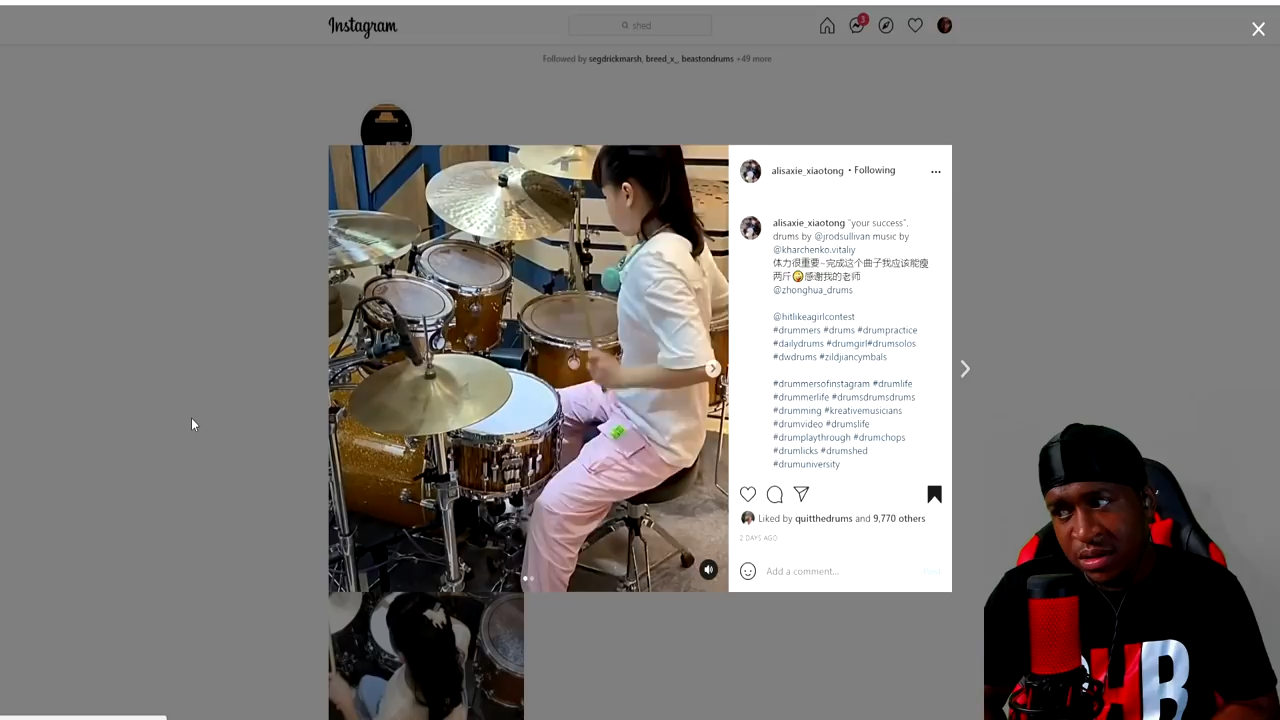 Instagram
shed
3
Followed by segdrickmarsh, breed_x_, beastondrums +49 more
alisaxie_xiaotong • Following
alisaxie_xiaotong "your success".
drums by @jrodsullivan music by
@kharchenko.vitaliy
体力很重要~完成这个曲子我应该能瘦
两斤😜感谢我的老师
@zhonghua_drums
@hitlikeagirlcontest
#drummers #drums #drumpractice
#dailydrums #drumgirl#drumsolos
#dwdrums #zildjiancymbals
#drummersofinstagram #drumlife
#drummerlife #drumsdrumsdrums
#drumming #kreativemusicians
#drumvideo #drumslife
#drumplaythrough #drumchops
#drumlicks #drumshed
#drumuniversity
Liked by quitthedrums and 9,770 others
2 DAYS AGO
Add a comment...
Post